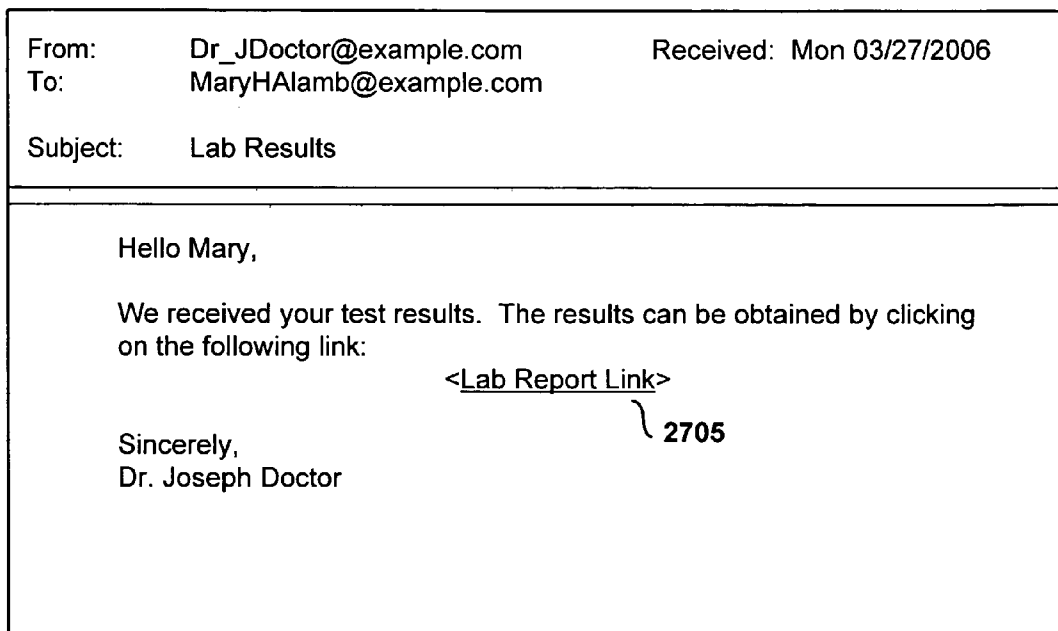 From: Dr_JDoctor@example.com Received: Mon 03/27/2006
To: MaryHAlamb@example.com
Subject: Lab Results
Hello Mary,
We received your test results. The results can be obtained by clicking
on the following link:
<Lab Report Link>
2705
Sincerely,
Dr. Joseph Doctor